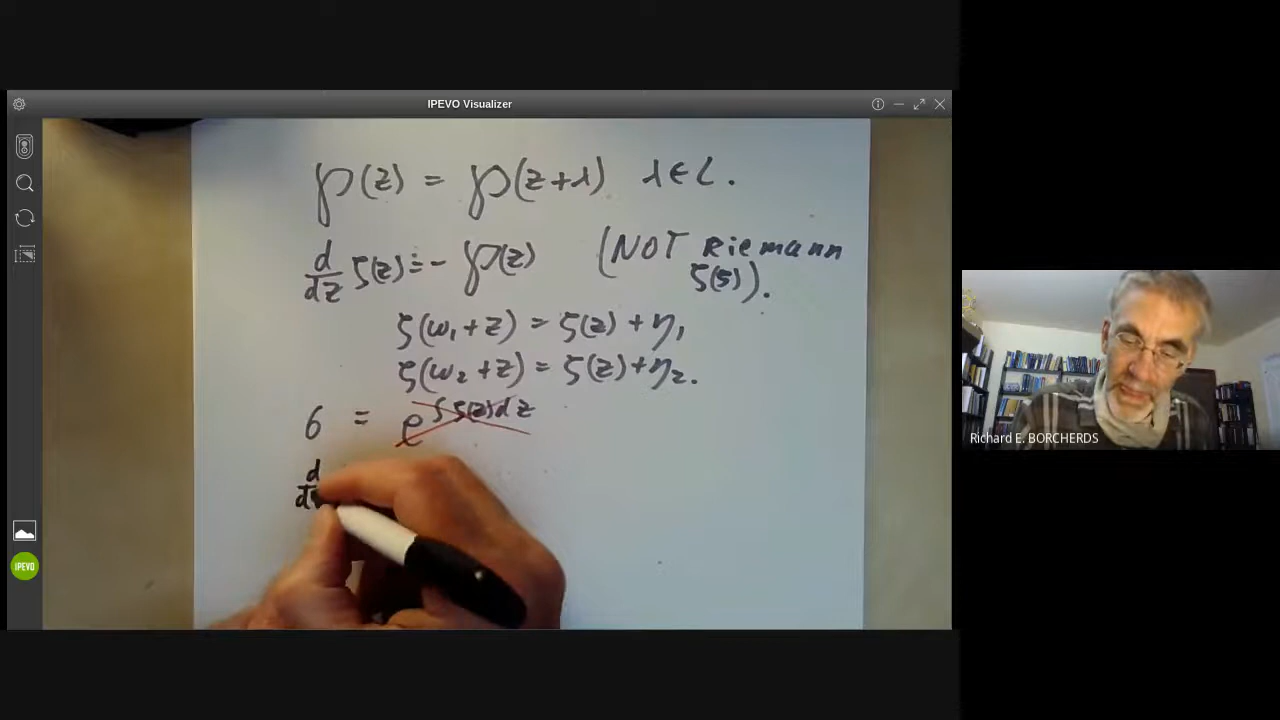 IPEVO Visualizer
℘(z) = ℘(z+λ) λ∈L.
d/dz ζ(z) = - ℘(z) (NOT Riemann
ζ(s)).
ζ(ω₁+z) = ζ(z)+η₁
ζ(ω₂+z) = ζ(z)+η₂.
σ = e^∫ζ(z)dz
d
Richard E. BORCHERDS
IPEVO